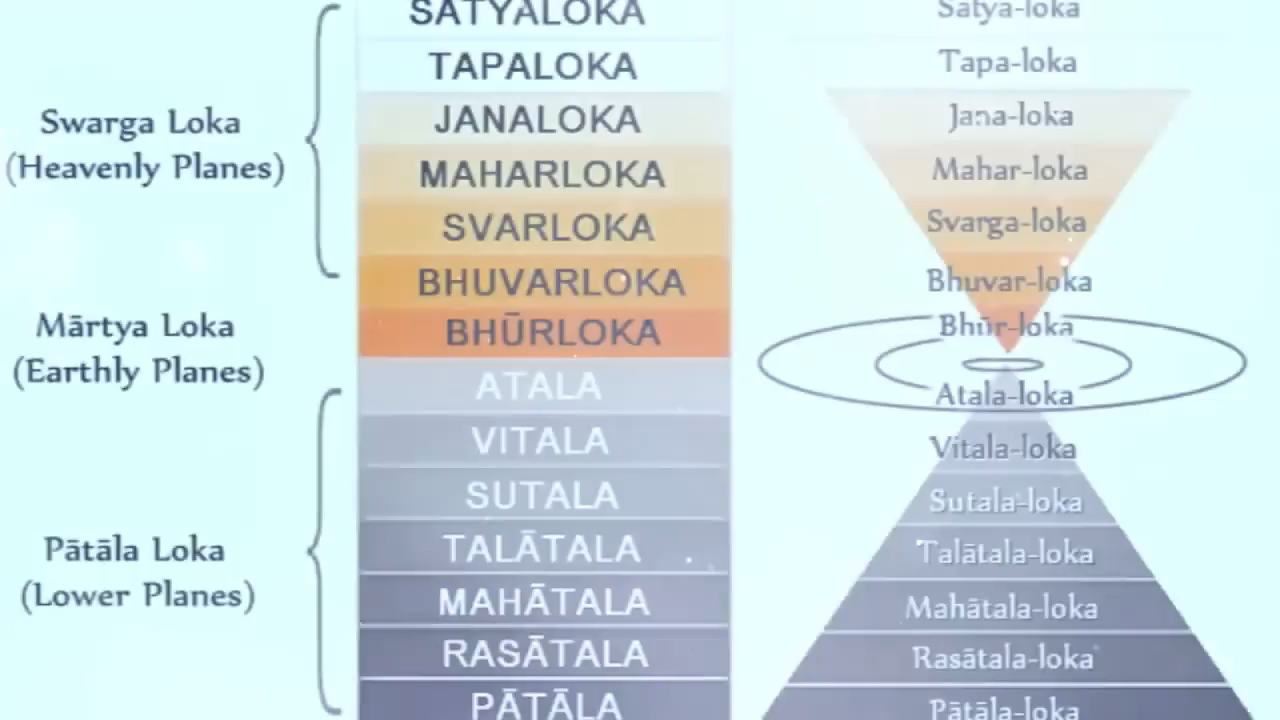 Swarga Loka
(Heavenly Planes)
Mārtya Loka
(Earthly Planes)
Pātāla Loka
(Lower Planes)
SATYALOKA
TAPALOKA
JANALOKA
MAHARLOKA
SVARLOKA
BHUVARLOKA
BHŪRLOKA
ATALA
VITALA
SUTALA
TALĀTALA
MAHĀTALA
RASĀTALA
PĀTĀLA
Satya-loka
Tapa-loka
Jana-loka
Mahar-loka
Svarga-loka
Bhuvar-loka
Bhūr-loka
Atala-loka
Vitala-loka
Sutala-loka
Talātala-loka
Mahātala-loka
Rasātala-loka
Pātāla-loka